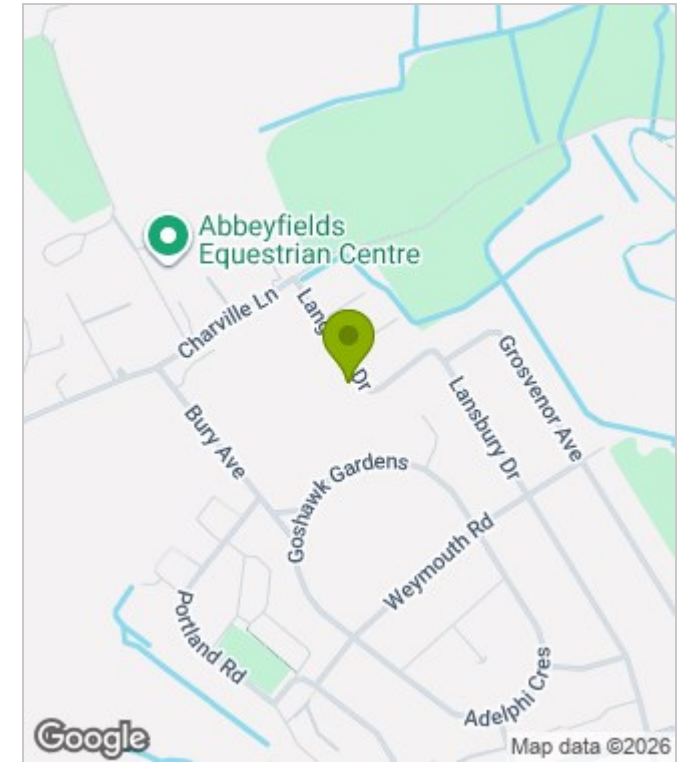 Abbeyfields
Equestrian Centre
Charville Ln
Dr
Grosvenor Ave
Lansbury Dr
Bury Ave
Goshawk Gardens
Weymouth Rd
Portland Rd
Adelphi Cres
Google
Map data ©2026